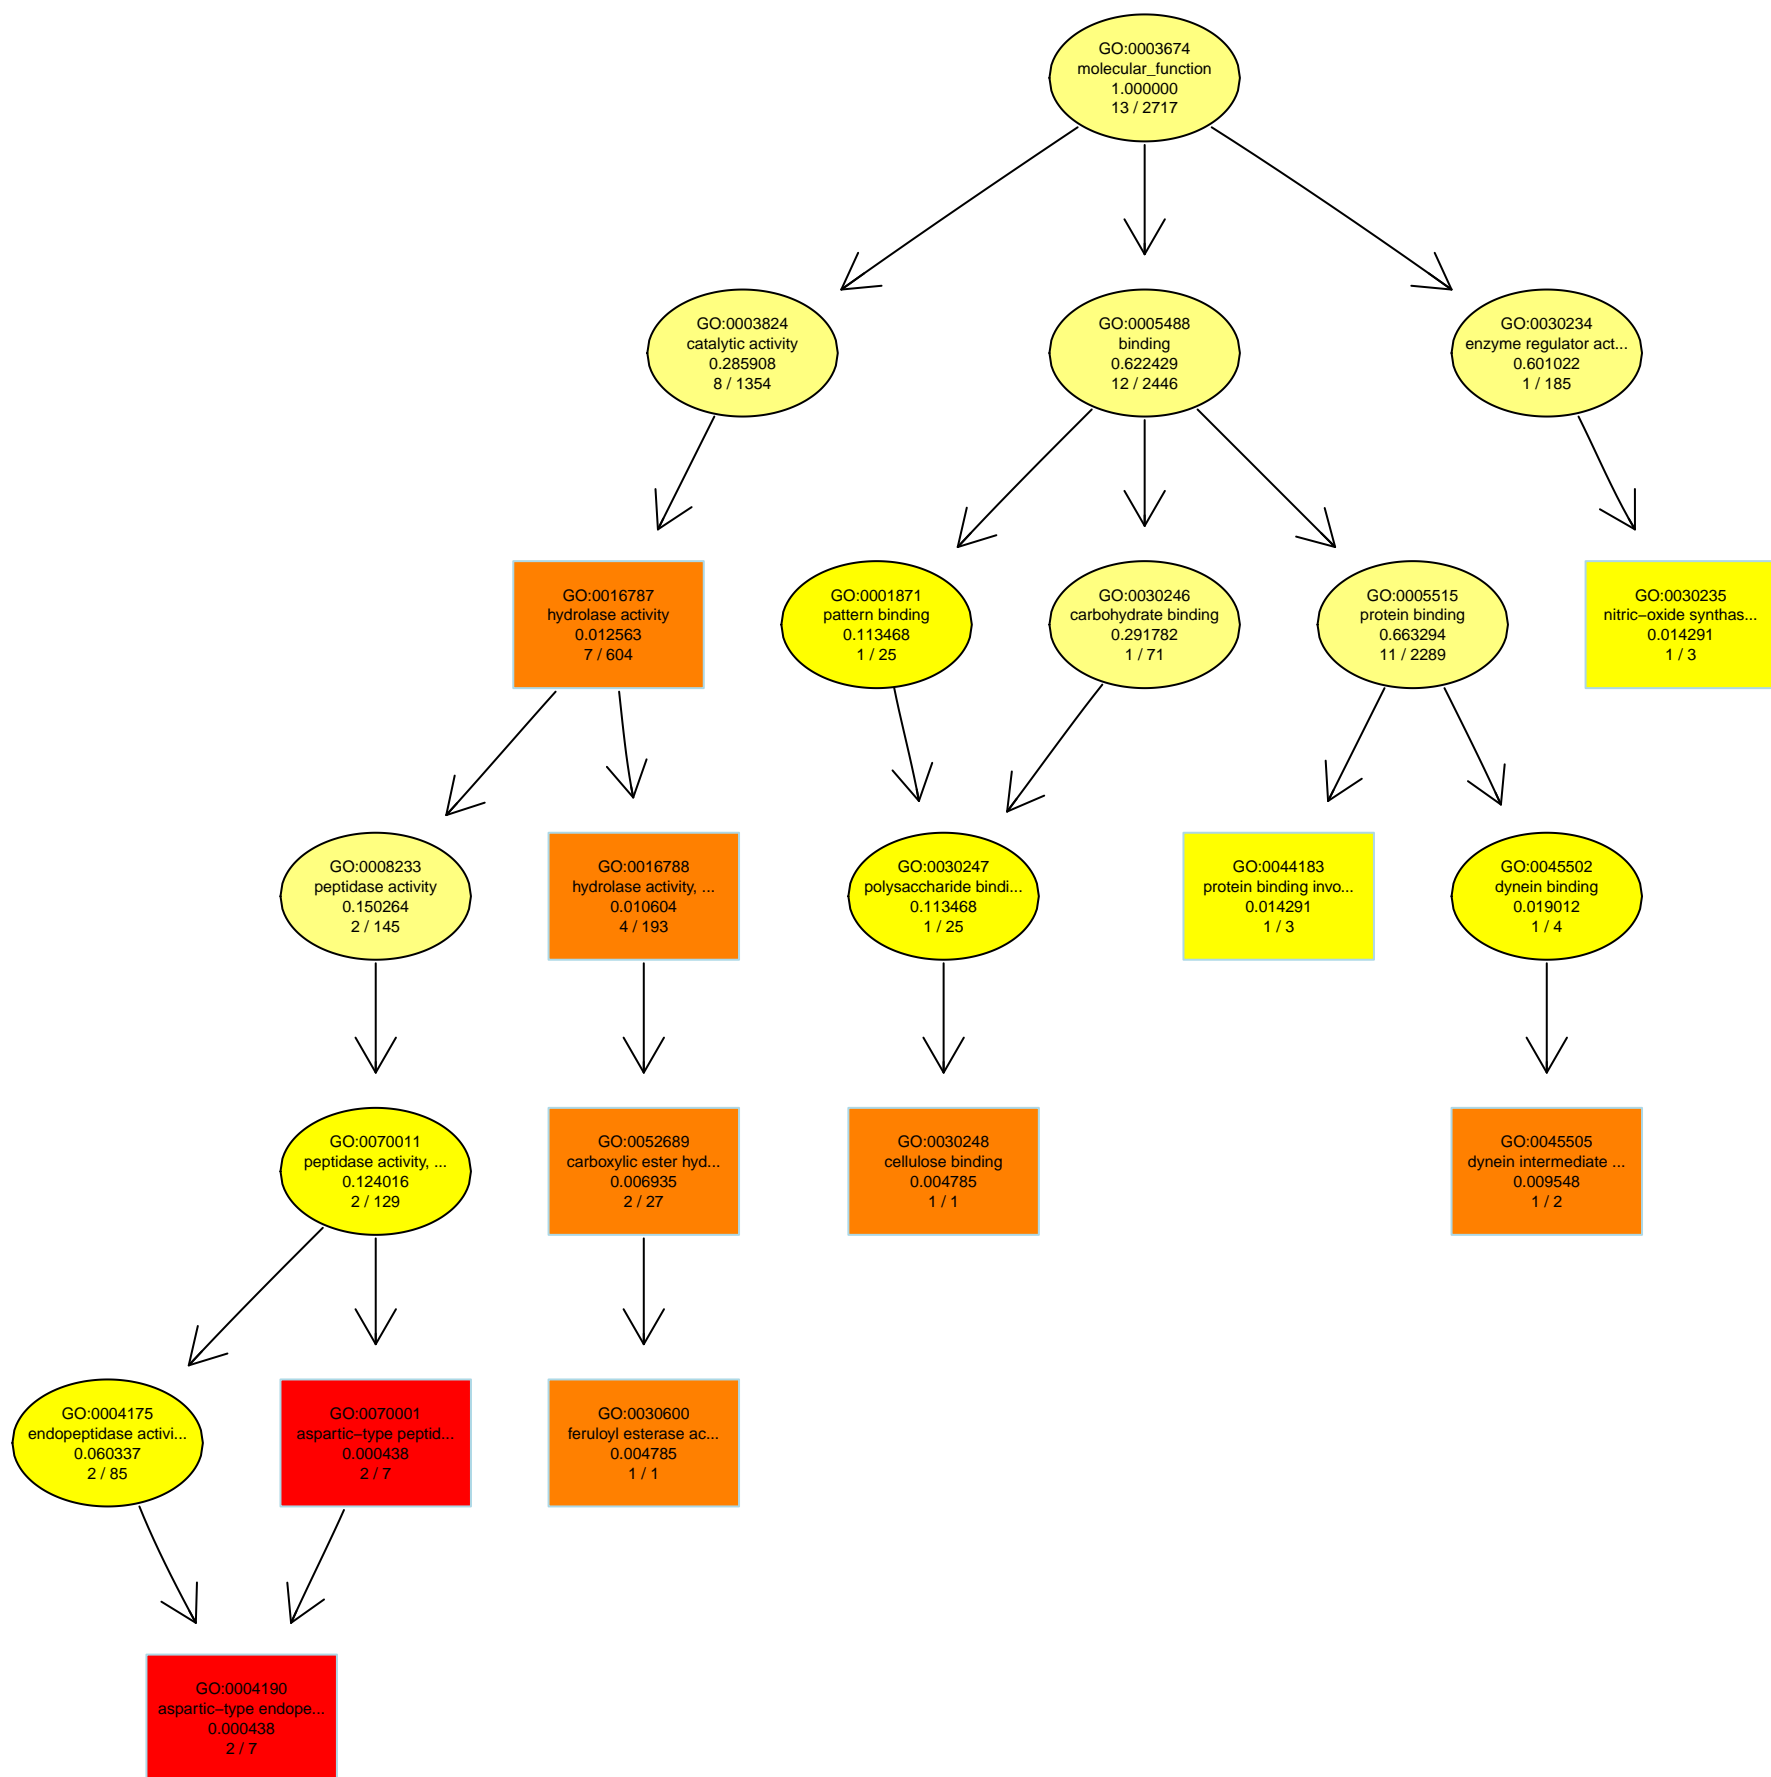 GO:0003674
molecular_function
1.000000
13 / 2717
GO:0003824
catalytic activity
0.285908
8 / 1354
GO:0005488
binding
0.622429
12 / 2446
GO:0030234
enzyme regulator act...
0.601022
1 / 185
GO:0016787
hydrolase activity
0.012563
7 / 604
GO:0001871
pattern binding
0.113468
1 / 25
GO:0030246
carbohydrate binding
0.291782
1 / 71
GO:0005515
protein binding
0.663294
11 / 2289
GO:0030235
nitric−oxide synthas...
0.014291
1 / 3
GO:0008233
peptidase activity
0.150264
2 / 145
GO:0016788
hydrolase activity, ...
0.010604
4 / 193
GO:0030247
polysaccharide bindi...
0.113468
1 / 25
GO:0044183
protein binding invo...
0.014291
1 / 3
GO:0045502
dynein binding
0.019012
1 / 4
GO:0070011
peptidase activity, ...
0.124016
2 / 129
GO:0052689
carboxylic ester hyd...
0.006935
2 / 27
GO:0030248
cellulose binding
0.004785
1 / 1
GO:0045505
dynein intermediate ...
0.009548
1 / 2
GO:0004175
endopeptidase activi...
0.060337
2 / 85
GO:0070001
aspartic−type peptid...
0.000438
2 / 7
GO:0030600
feruloyl esterase ac...
0.004785
1 / 1
GO:0004190
aspartic−type endope...
0.000438
2 / 7